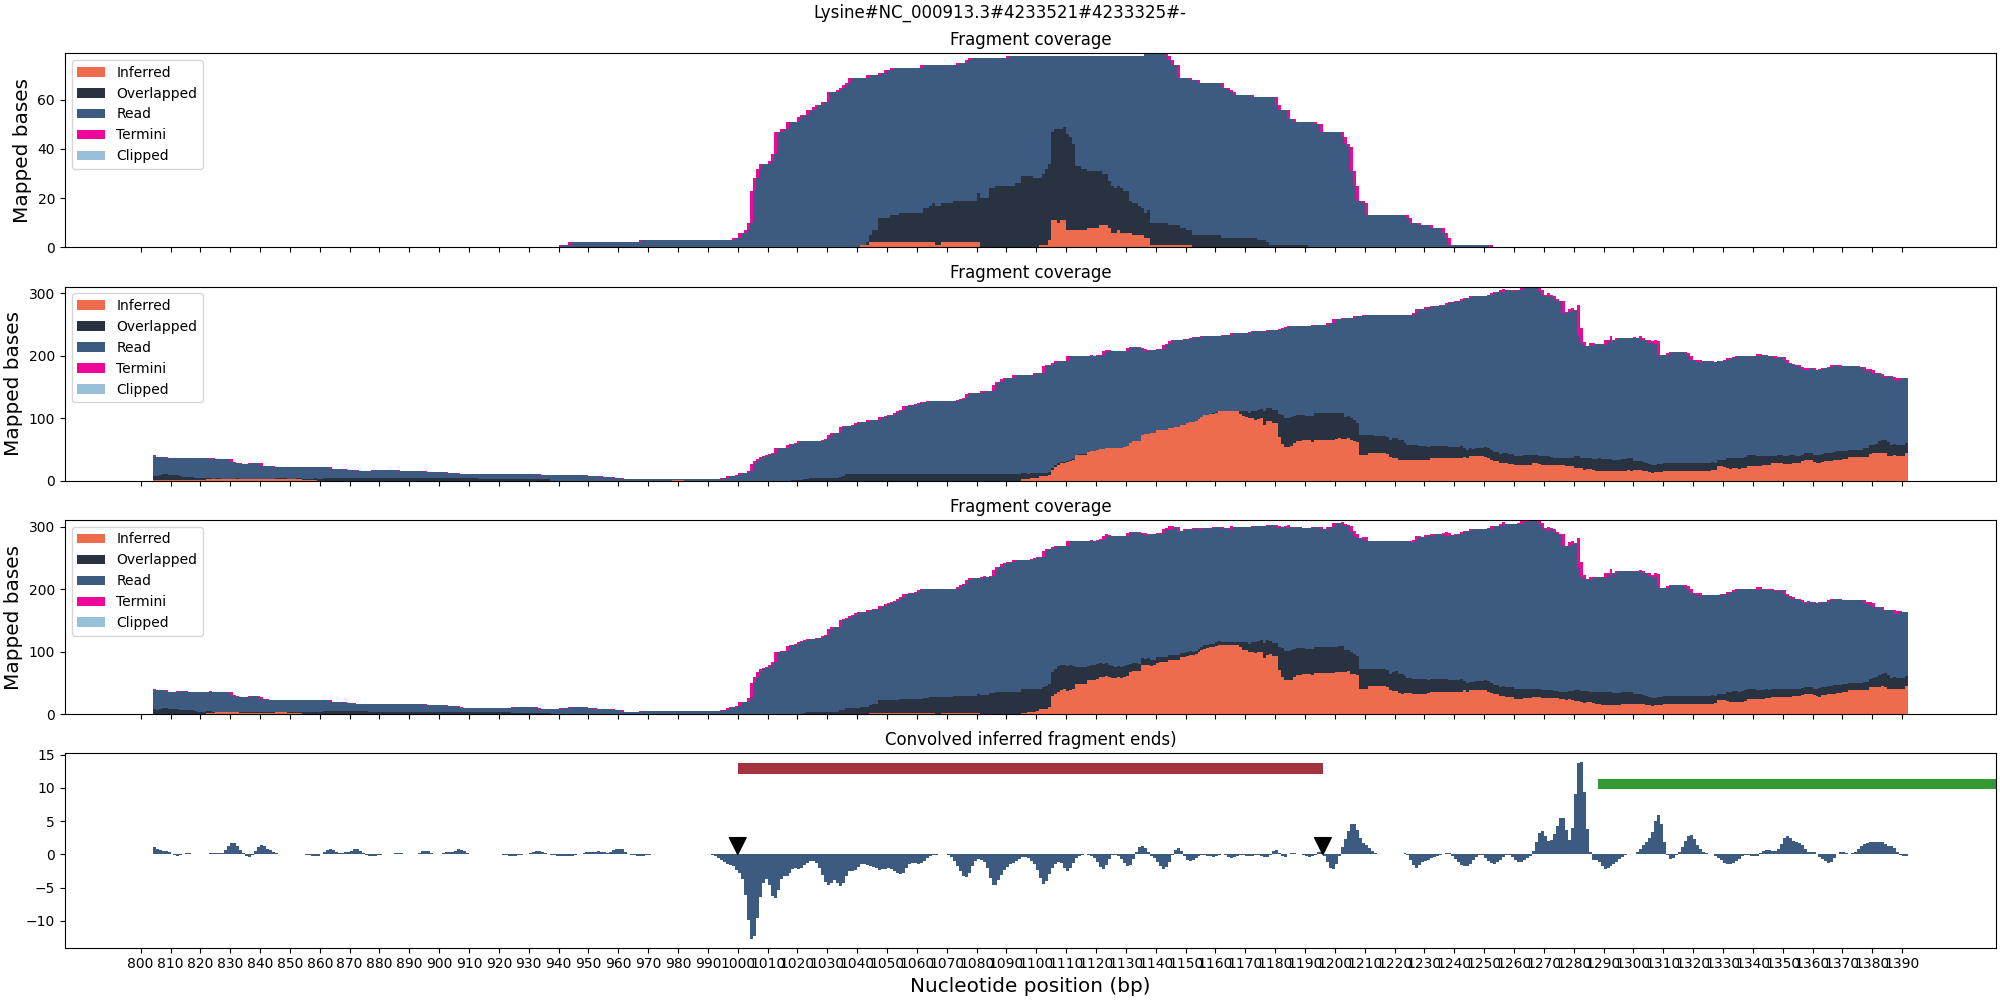 Lysine#NC_000913.3#4233521#4233325#-
Fragment coverage
Mapped bases
60
40
20
0
Inferred
Overlapped
Read
Termini
Clipped
Fragment coverage
Mapped bases
300
200
100
0
Inferred
Overlapped
Read
Termini
Clipped
Fragment coverage
Mapped bases
300
200
100
0
Inferred
Overlapped
Read
Termini
Clipped
Convolved inferred fragment ends)
15
10
5
0
−5
−10
800 810 820 830 840 850 860 870 880 890 900 910 920 930 940 950 960 970 980 990 1000 1010 1020 1030 1040 1050 1060 1070 1080 1090 1100 1110 1120 1130 1140 1150 1160 1170 1180 1190 1200 1210 1220 1230 1240 1250 1260 1270 1280 1290 1300 1310 1320 1330 1340 1350 1360 1370 1380 1390
Nucleotide position (bp)